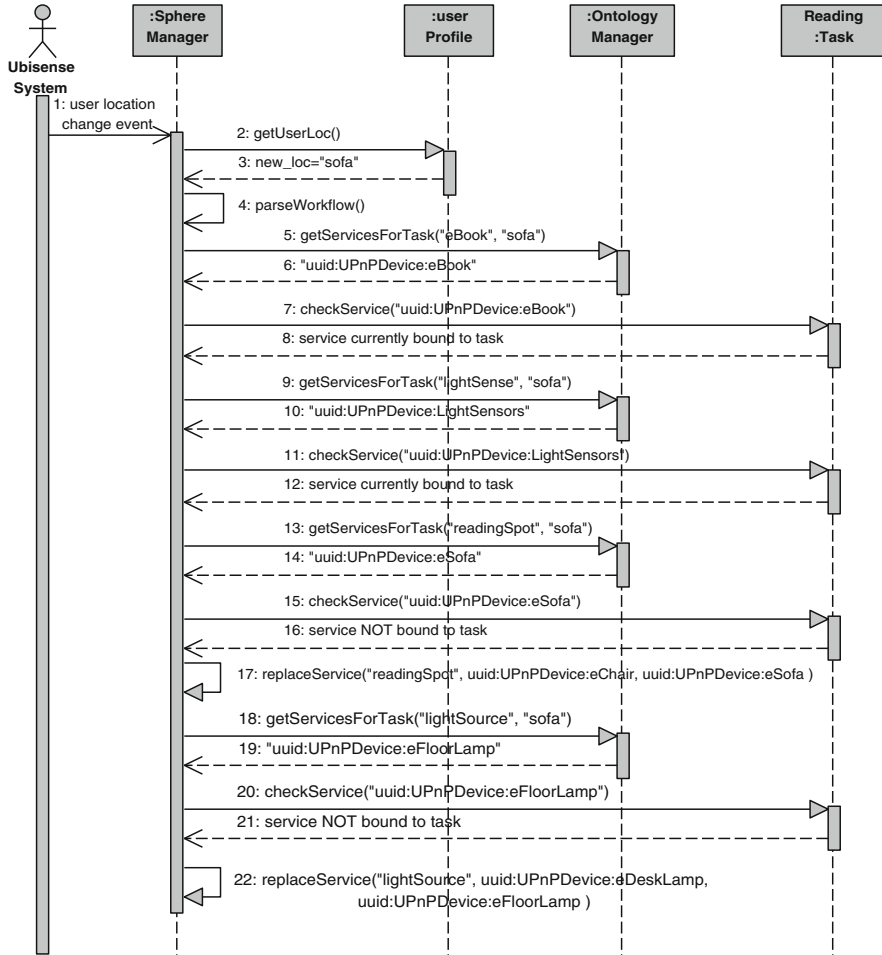 :Sphere
Manager
:user
Profile
:Ontology
Manager
Reading
:Task
Ubisense
System
1: user location
change event
2: getUserLoc()
3: new_loc="sofa"
4: parseWorkflow()
5: getServicesForTask("eBook", "sofa")
6: "uuid:UPnPDevice:eBook"
7: checkService("uuid:UPnPDevice:eBook")
8: service currently bound to task
9: getServicesForTask("lightSense", "sofa")
10: "uuid:UPnPDevice:LightSensors"
11: checkService("uuid:UPnPDevice:LightSensors")
12: service currently bound to task
13: getServicesForTask("readingSpot", "sofa")
14: "uuid:UPnPDevice:eSofa"
15: checkService("uuid:UPnPDevice:eSofa")
16: service NOT bound to task
17: replaceService("readingSpot", uuid:UPnPDevice:eChair, uuid:UPnPDevice:eSofa )
18: getServicesForTask("lightSource", "sofa")
19: "uuid:UPnPDevice:eFloorLamp"
20: checkService("uuid:UPnPDevice:eFloorLamp")
21: service NOT bound to task
22: replaceService("lightSource", uuid:UPnPDevice:eDeskLamp,
uuid:UPnPDevice:eFloorLamp )